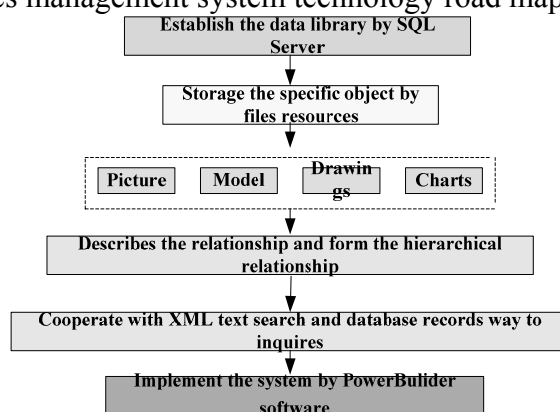 es management system technology road map
Establish the data library by SQL
Server
Storage the specific object by
files resources
Picture Model Drawin Charts
gs
Describes the relationship and form the hierarchical
relationship
Cooperate with XML text search and database records way to
inquires
Implement the system by PowerBulider
software